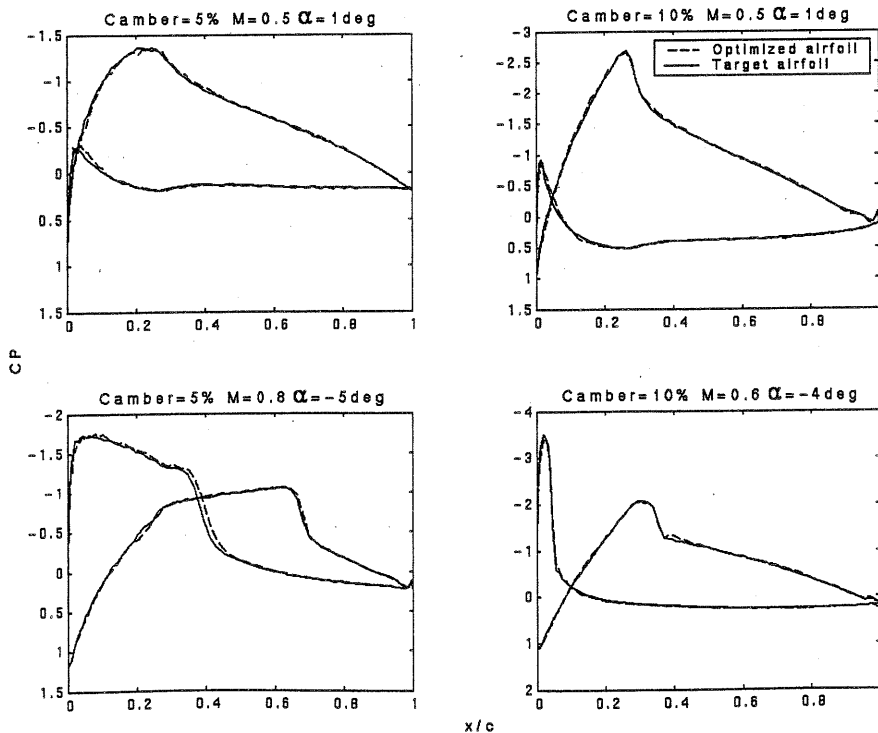 Camber=5% M=0.5 α=1deg
-1.5
-1
-0.5
0
0.5
1
1.5
0 0.2 0.4 0.6 0.8 1
Camber=10% M=0.5 α=1deg
Optimized airfoil
Target airfoil
-3
-2.5
-2
-1.5
-1
-0.5
0
0.5
1
1.5
0 0.2 0.4 0.6 0.8 1
CP
Camber=5% M=0.8 α=-5deg
-2
-1.5
-1
-0.5
0
0.5
1
1.5
0 0.2 0.4 0.6 0.8 1
Camber=10% M=0.6 α=-4deg
-4
-3
-2
-1
0
1
2
0 0.2 0.4 0.6 0.8 1
x/c